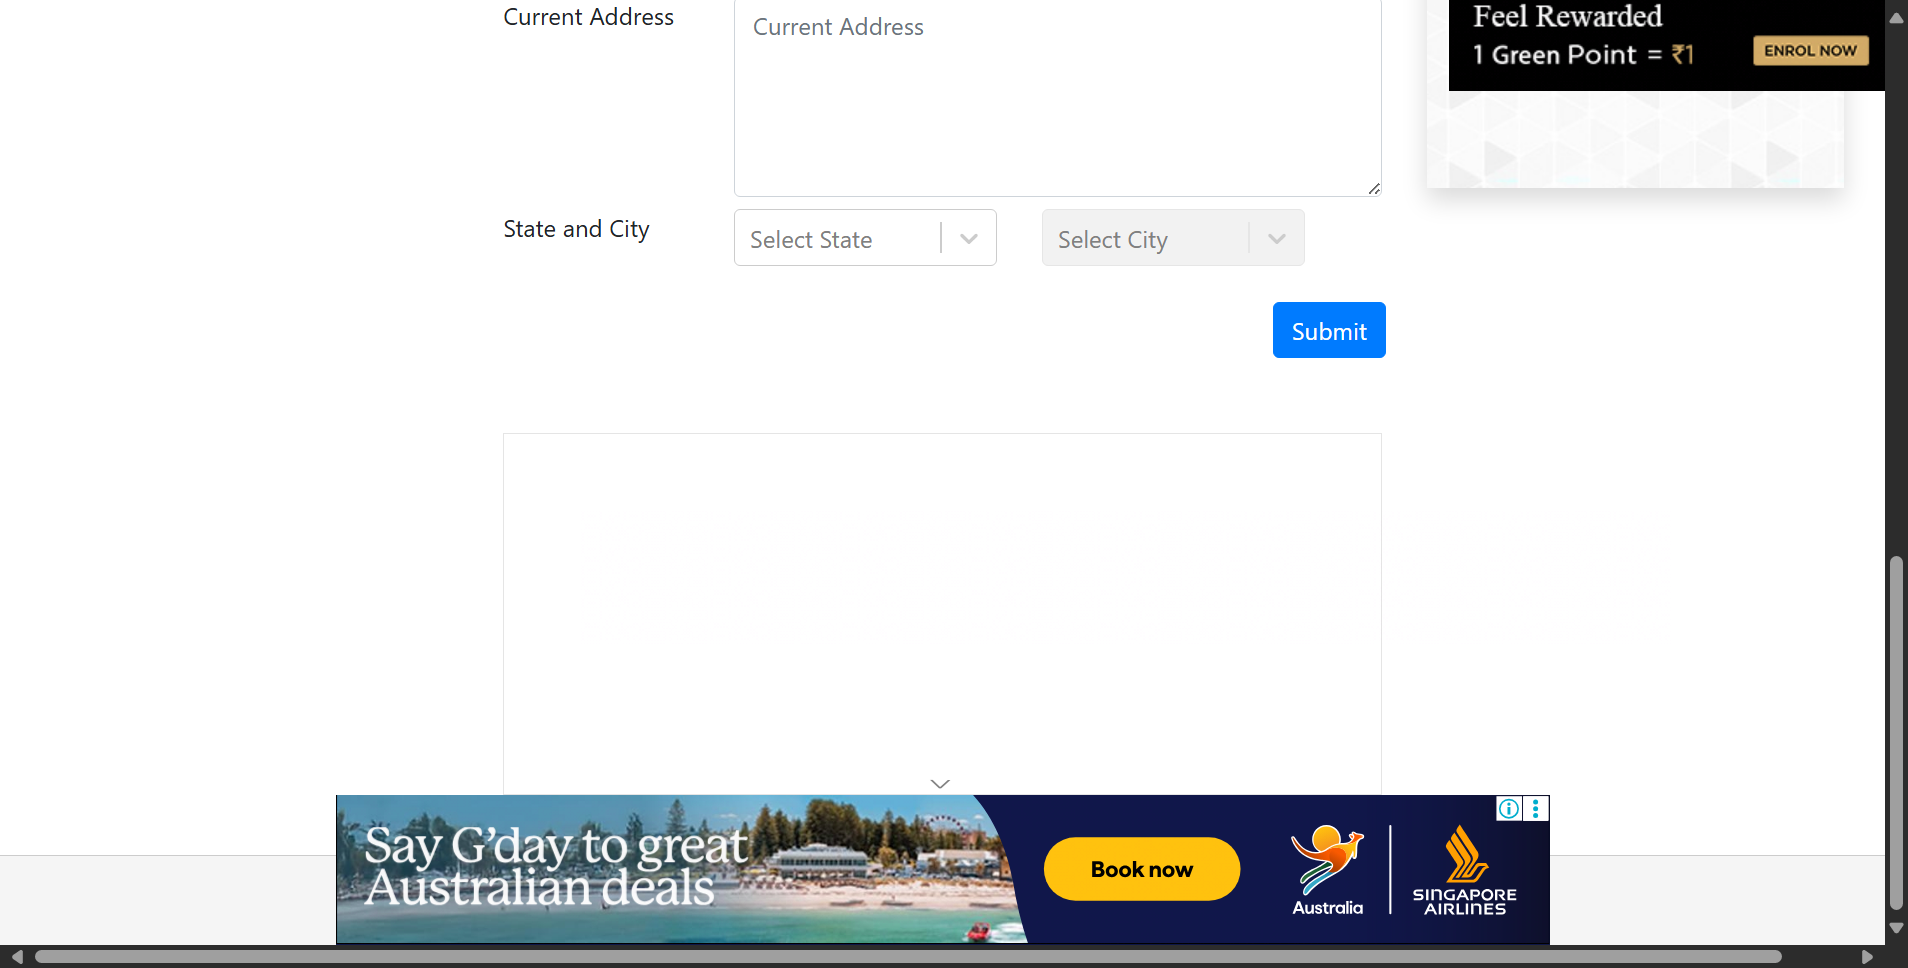 Current Address
Current Address
Feel Rewarded
1 Green Point = ₹1
ENROL NOW
State and City
Select State
Select City
Submit
Say G'day to great
Australian deals
Book now
Australia
SINGAPORE
AIRLINES